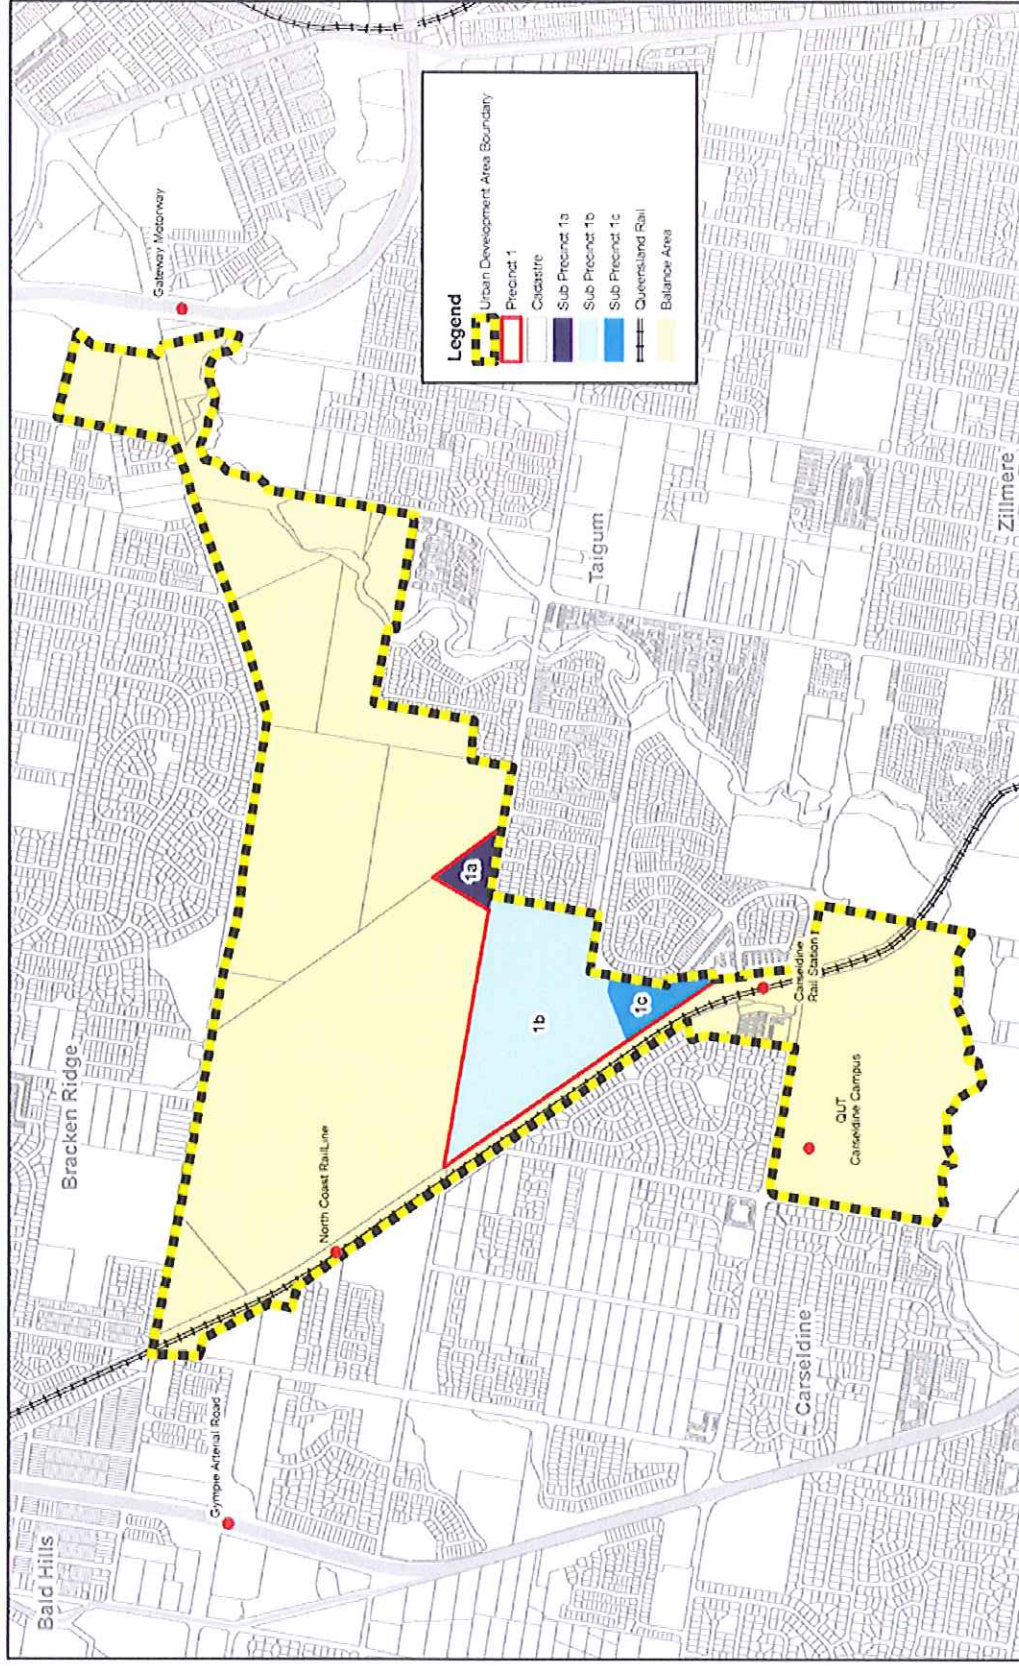 Bald Hills
Gympie Arterial Road
Bracken Ridge
North Coast RailLine
Gateway Motorway
Carseldine
QUT
Carseldine Campus
Carseldine
Rail Station
1a
1b
1c
Taigum
Zillmere
Legend
Urban Development Area Boundary
Precinct 1
Cadastre
Sub Precinct 1a
Sub Precinct 1b
Sub Precinct 1c
Queensland Rail
Balance Area